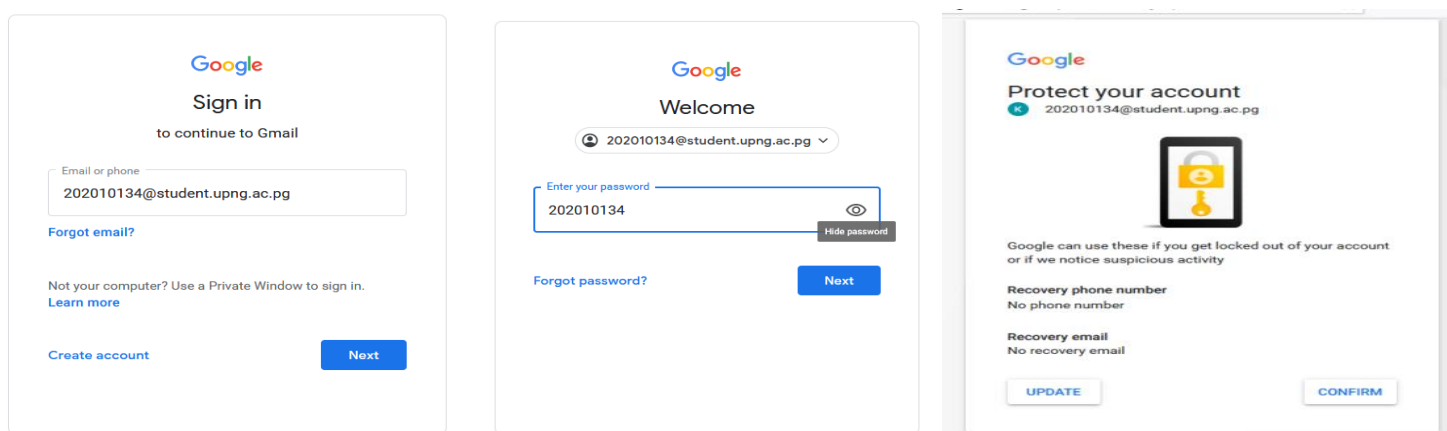 Google
Sign in
to continue to Gmail
Email or phone
202010134@student.upng.ac.pg
Forgot email?
Not your computer? Use a Private Window to sign in.
Learn more
Create account
Next
Google
Welcome
202010134@student.upng.ac.pg
Enter your password
202010134
Hide password
Forgot password?
Next
Google
Protect your account
K 202010134@student.upng.ac.pg
Google can use these if you get locked out of your account
or if we notice suspicious activity
Recovery phone number
No phone number
Recovery email
No recovery email
UPDATE
CONFIRM